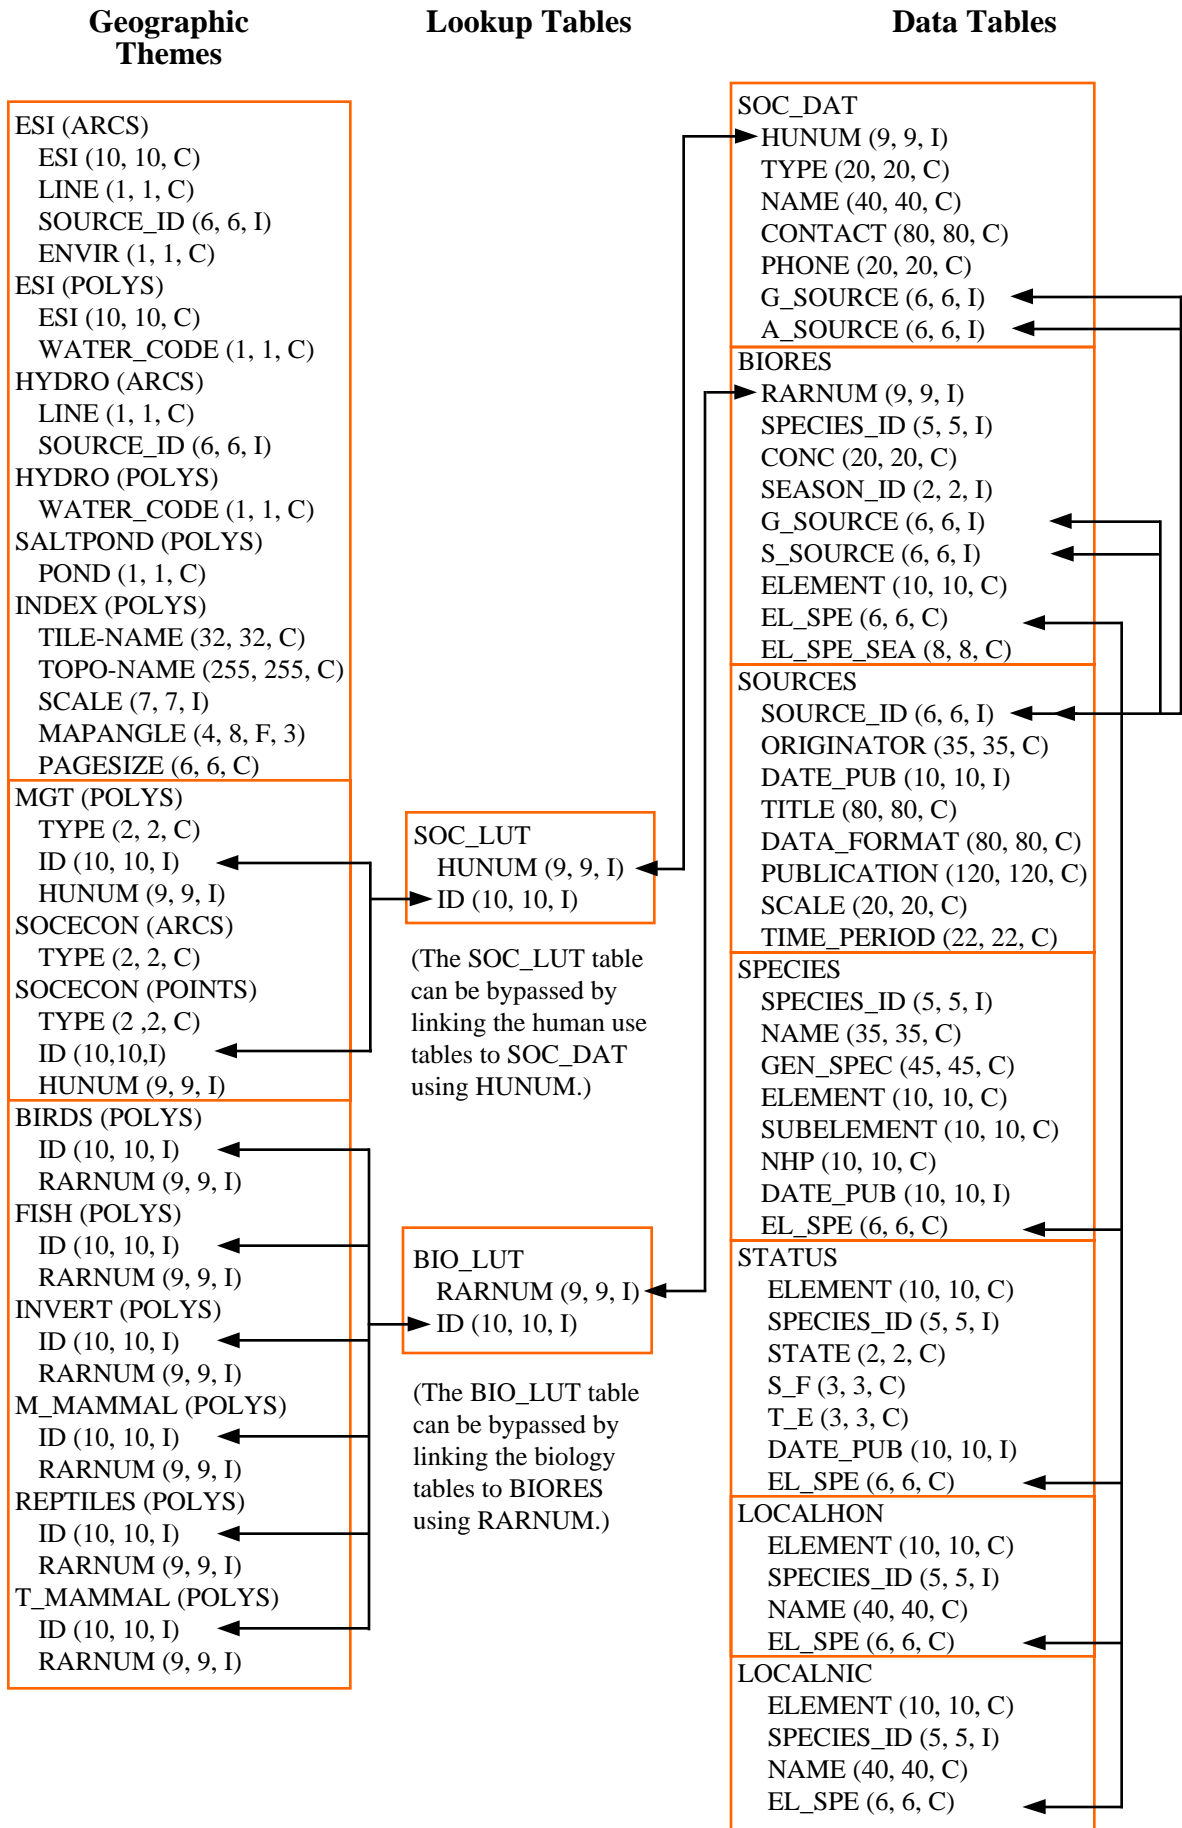 Geographic
Themes
ESI (ARCS)
ESI (10, 10, C)
LINE (1, 1, C)
SOURCE_ID (6, 6, I)
ENVIR (1, 1, C)
ESI (POLYS)
ESI (10, 10, C)
WATER_CODE (1, 1, C)
HYDRO (ARCS)
LINE (1, 1, C)
SOURCE_ID (6, 6, I)
HYDRO (POLYS)
WATER_CODE (1, 1, C)
SALTPOND (POLYS)
POND (1, 1, C)
INDEX (POLYS)
TILE-NAME (32, 32, C)
TOPO-NAME (255, 255, C)
SCALE (7, 7, I)
MAPANGLE (4, 8, F, 3)
PAGESIZE (6, 6, C)
MGT (POLYS)
TYPE (2, 2, C)
ID (10, 10, I)
HUNUM (9, 9, I)
SOCECON (ARCS)
TYPE (2, 2, C)
SOCECON (POINTS)
TYPE (2 ,2, C)
ID (10,10,I)
HUNUM (9, 9, I)
BIRDS (POLYS)
ID (10, 10, I)
RARNUM (9, 9, I)
FISH (POLYS)
ID (10, 10, I)
RARNUM (9, 9, I)
INVERT (POLYS)
ID (10, 10, I)
RARNUM (9, 9, I)
M_MAMMAL (POLYS)
ID (10, 10, I)
RARNUM (9, 9, I)
REPTILES (POLYS)
ID (10, 10, I)
RARNUM (9, 9, I)
T_MAMMAL (POLYS)
ID (10, 10, I)
RARNUM (9, 9, I)
Lookup Tables
SOC_LUT
HUNUM (9, 9, I)
ID (10, 10, I)
(The SOC_LUT table
can be bypassed by
linking the human use
tables to SOC_DAT
using HUNUM.)
BIO_LUT
RARNUM (9, 9, I)
ID (10, 10, I)
(The BIO_LUT table
can be bypassed by
linking the biology
tables to BIORES
using RARNUM.)
Data Tables
SOC_DAT
HUNUM (9, 9, I)
TYPE (20, 20, C)
NAME (40, 40, C)
CONTACT (80, 80, C)
PHONE (20, 20, C)
G_SOURCE (6, 6, I)
A_SOURCE (6, 6, I)
BIORES
RARNUM (9, 9, I)
SPECIES_ID (5, 5, I)
CONC (20, 20, C)
SEASON_ID (2, 2, I)
G_SOURCE (6, 6, I)
S_SOURCE (6, 6, I)
ELEMENT (10, 10, C)
EL_SPE (6, 6, C)
EL_SPE_SEA (8, 8, C)
SOURCES
SOURCE_ID (6, 6, I)
ORIGINATOR (35, 35, C)
DATE_PUB (10, 10, I)
TITLE (80, 80, C)
DATA_FORMAT (80, 80, C)
PUBLICATION (120, 120, C)
SCALE (20, 20, C)
TIME_PERIOD (22, 22, C)
SPECIES
SPECIES_ID (5, 5, I)
NAME (35, 35, C)
GEN_SPEC (45, 45, C)
ELEMENT (10, 10, C)
SUBELEMENT (10, 10, C)
NHP (10, 10, C)
DATE_PUB (10, 10, I)
EL_SPE (6, 6, C)
STATUS
ELEMENT (10, 10, C)
SPECIES_ID (5, 5, I)
STATE (2, 2, C)
S_F (3, 3, C)
T_E (3, 3, C)
DATE_PUB (10, 10, I)
EL_SPE (6, 6, C)
LOCALHON
ELEMENT (10, 10, C)
SPECIES_ID (5, 5, I)
NAME (40, 40, C)
EL_SPE (6, 6, C)
LOCALNIC
ELEMENT (10, 10, C)
SPECIES_ID (5, 5, I)
NAME (40, 40, C)
EL_SPE (6, 6, C)